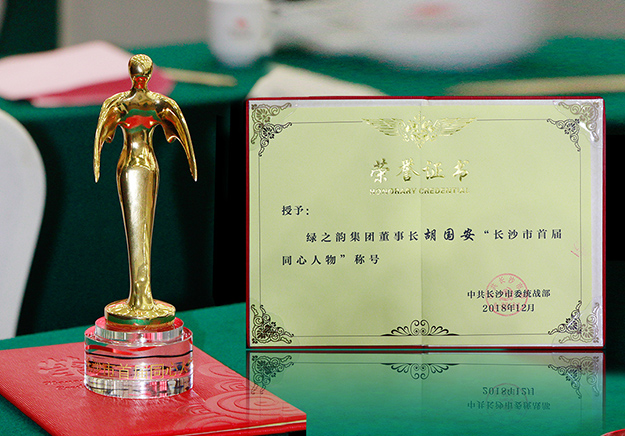 荣誉证书
HONORARY CREDENTIAL
授予：
绿之韵集团董事长胡国安“长沙市首届
同心人物”称号
中共长沙市委统战部
2018年12月